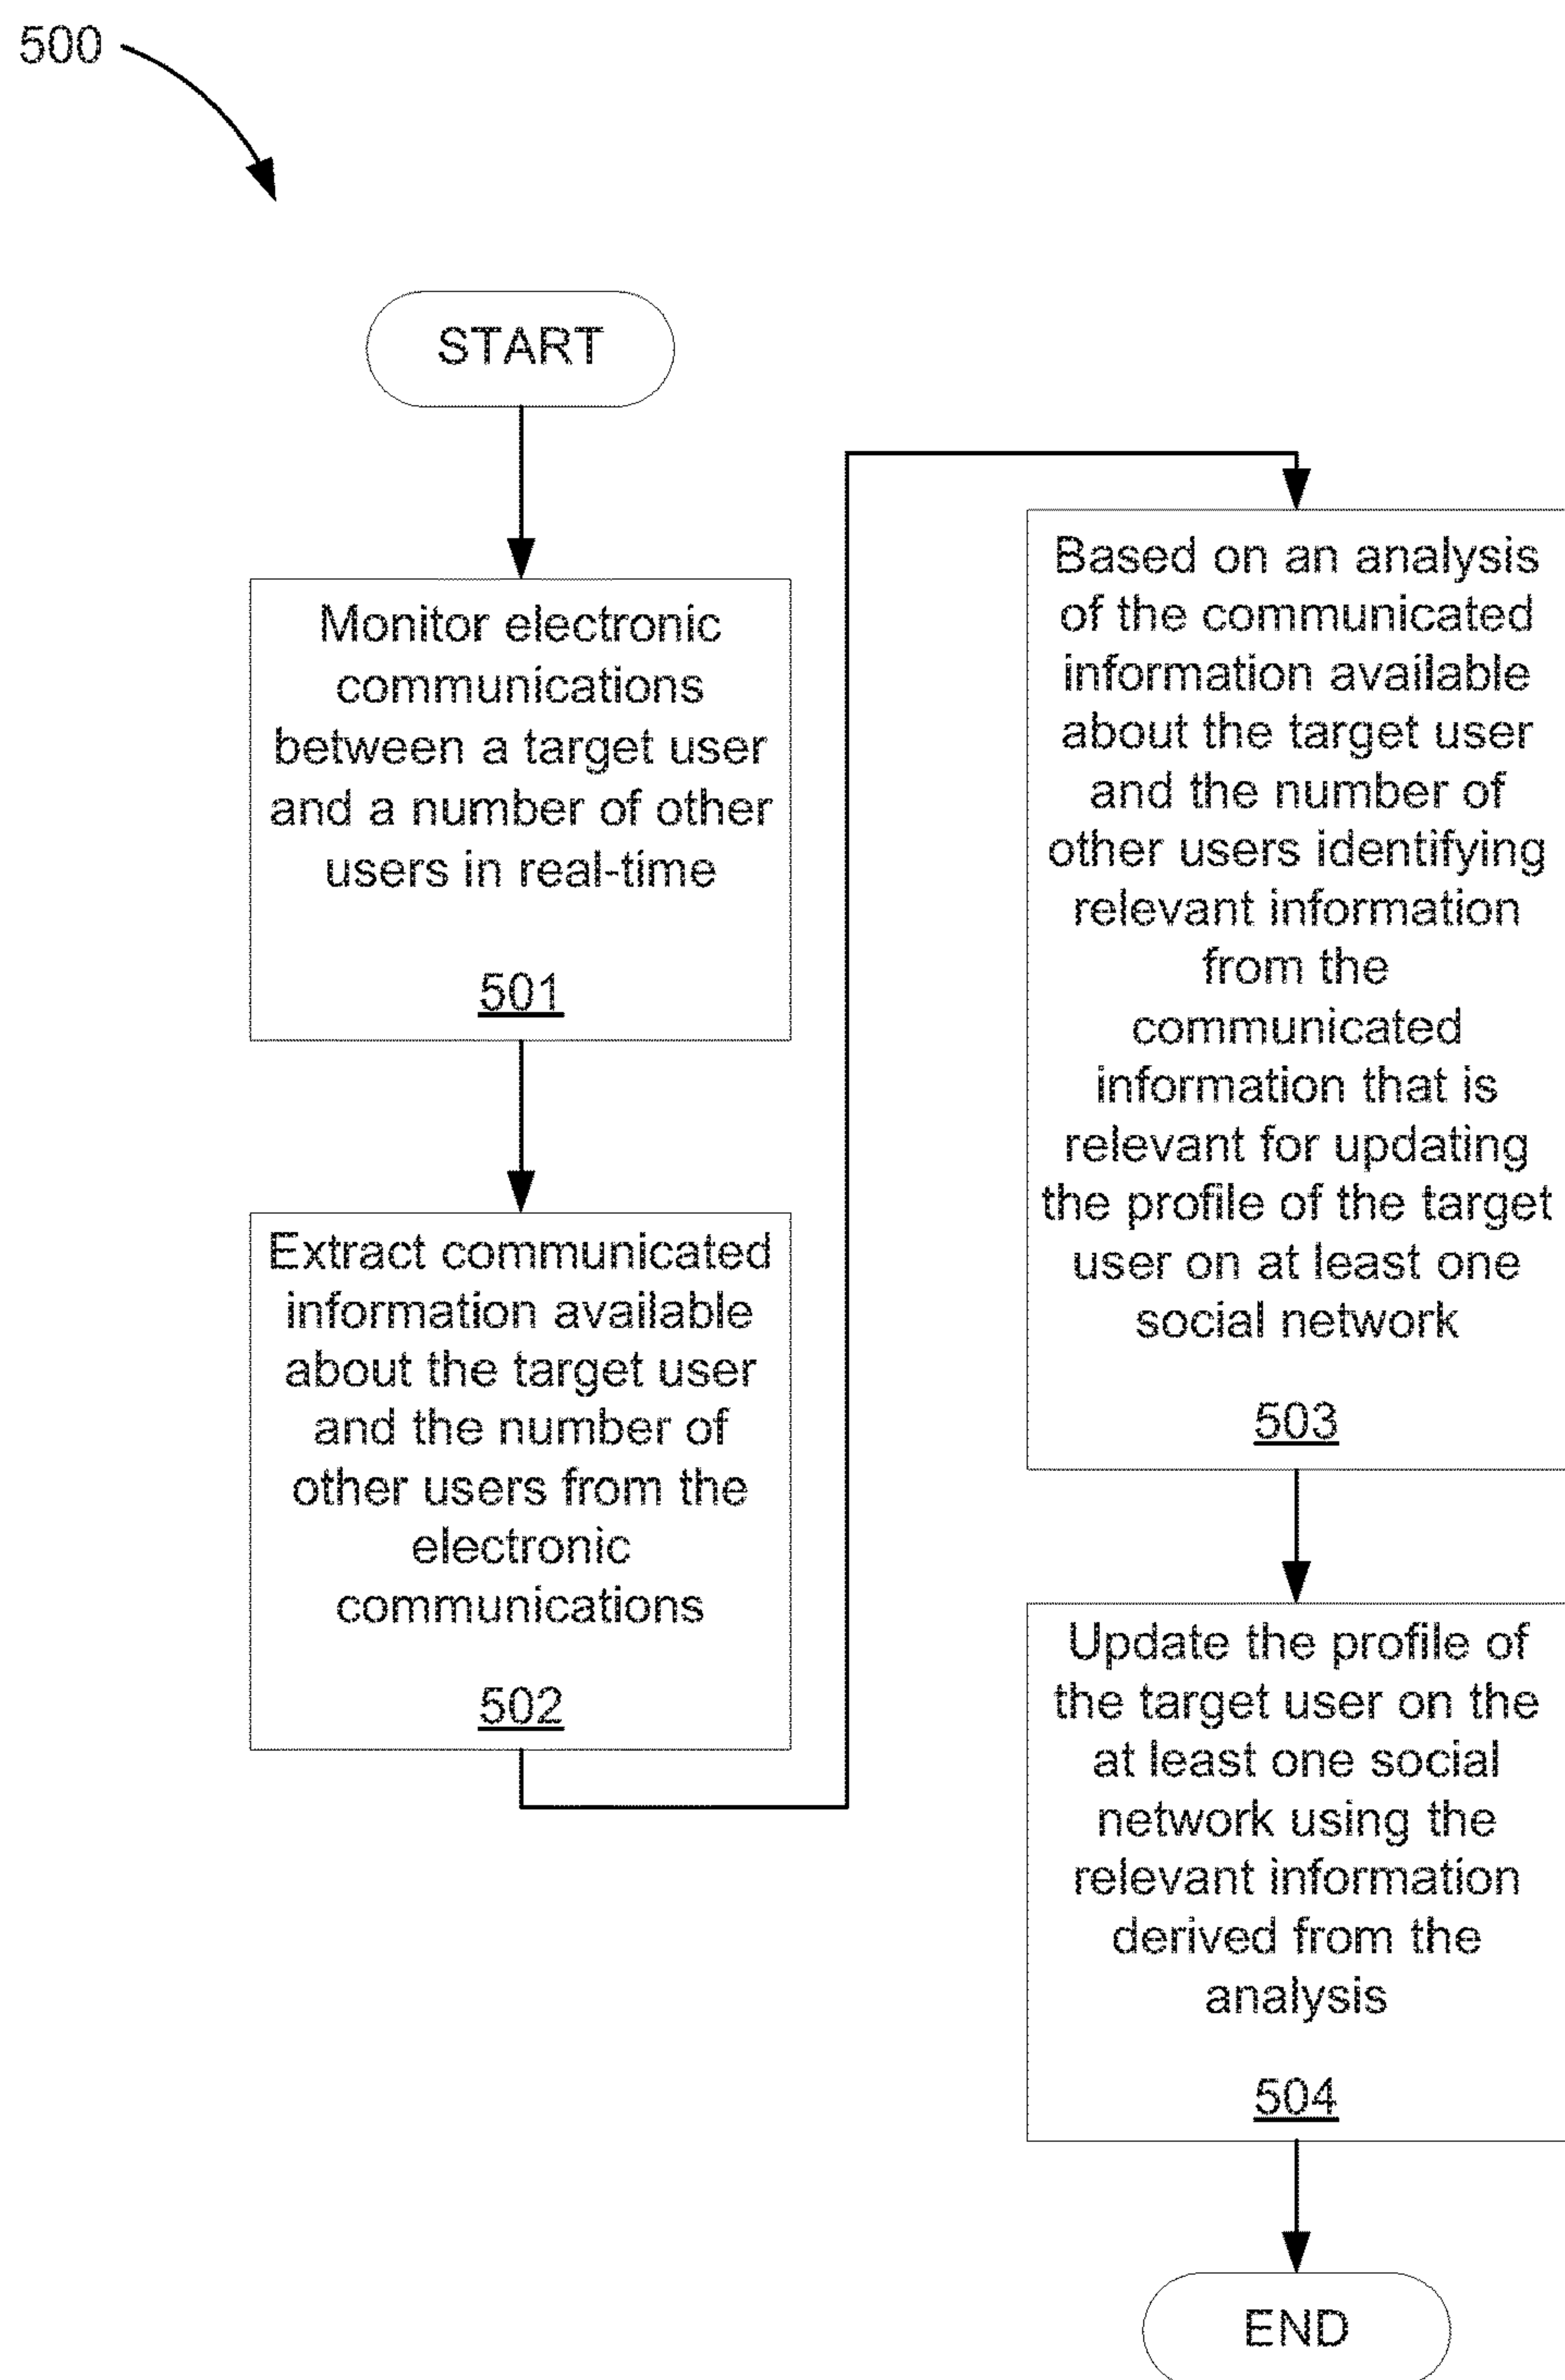 500
START
Monitor electronic
communications
between a target user
and a number of other
users in real-time
501
Extract communicated
information available
about the target user
and the number of
other users from the
electronic
communications
502
Based on an analysis
of the communicated
information available
about the target user
and the number of
other users identifying
relevant information
from the
communicated
information that is
relevant for updating
the profile of the target
user on at least one
social network
503
Update the profile of
the target user on the
at least one social
network using the
relevant information
derived from the
analysis
504
END